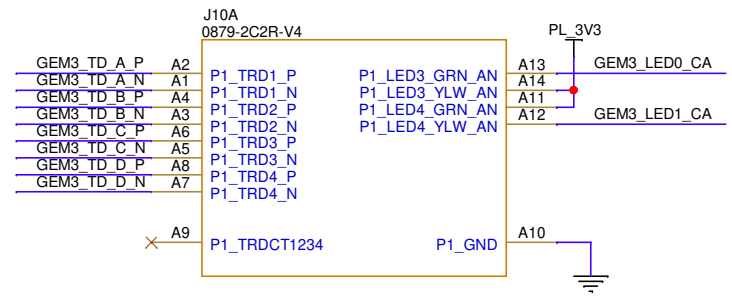 J10A
0879-2C2R-V4
PL_3V3
GEM3_TD_A_P A2 P1_TRD1_P P1_LED3_GRN_AN A13 GEM3_LED0_CA
GEM3_TD_A_N A1 P1_TRD1_N P1_LED3_YLW_AN A14
GEM3_TD_B_P A4 P1_TRD2_P P1_LED4_GRN_AN A11
GEM3_TD_B_N A3 P1_TRD2_N P1_LED4_YLW_AN A12 GEM3_LED1_CA
GEM3_TD_C_P A6 P1_TRD3_P
GEM3_TD_C_N A5 P1_TRD3_N
GEM3_TD_D_P A8 P1_TRD4_P
GEM3_TD_D_N A7 P1_TRD4_N
A9 P1_TRDCT1234 P1_GND A10